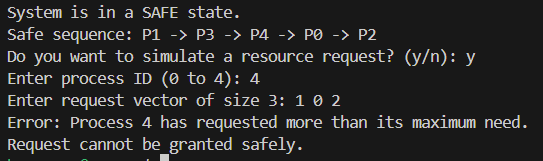 System is in a SAFE state.
Safe sequence: P1 -> P3 -> P4 -> P0 -> P2
Do you want to simulate a resource request? (y/n): y
Enter process ID (0 to 4): 4
Enter request vector of size 3: 1 0 2
Error: Process 4 has requested more than its maximum need.
Request cannot be granted safely.